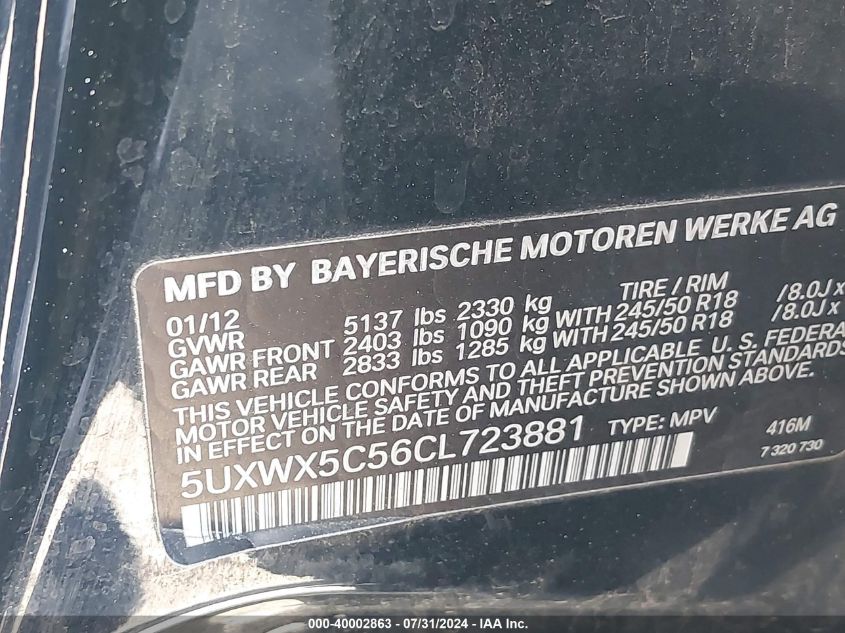 MFD BY BAYERISCHE MOTOREN WERKE AG
01/12 TIRE / RIM
GVWR 5137 lbs 2330 kg
GAWR FRONT 2403 lbs 1090 kg WITH 245/50 R18 /8.0J x
GAWR REAR 2833 lbs 1285 kg WITH 245/50 R18 /8.0J x
THIS VEHICLE CONFORMS TO ALL APPLICABLE U. S. FEDERA
MOTOR VEHICLE SAFETY AND THEFT PREVENTION STANDARDS
IN EFFECT ON THE DATE OF MANUFACTURE SHOWN ABOVE.
5UXWX5C56CL723881 TYPE: MPV 416M
7 320 730
000-40002863 - 07/31/2024 - IAA Inc.